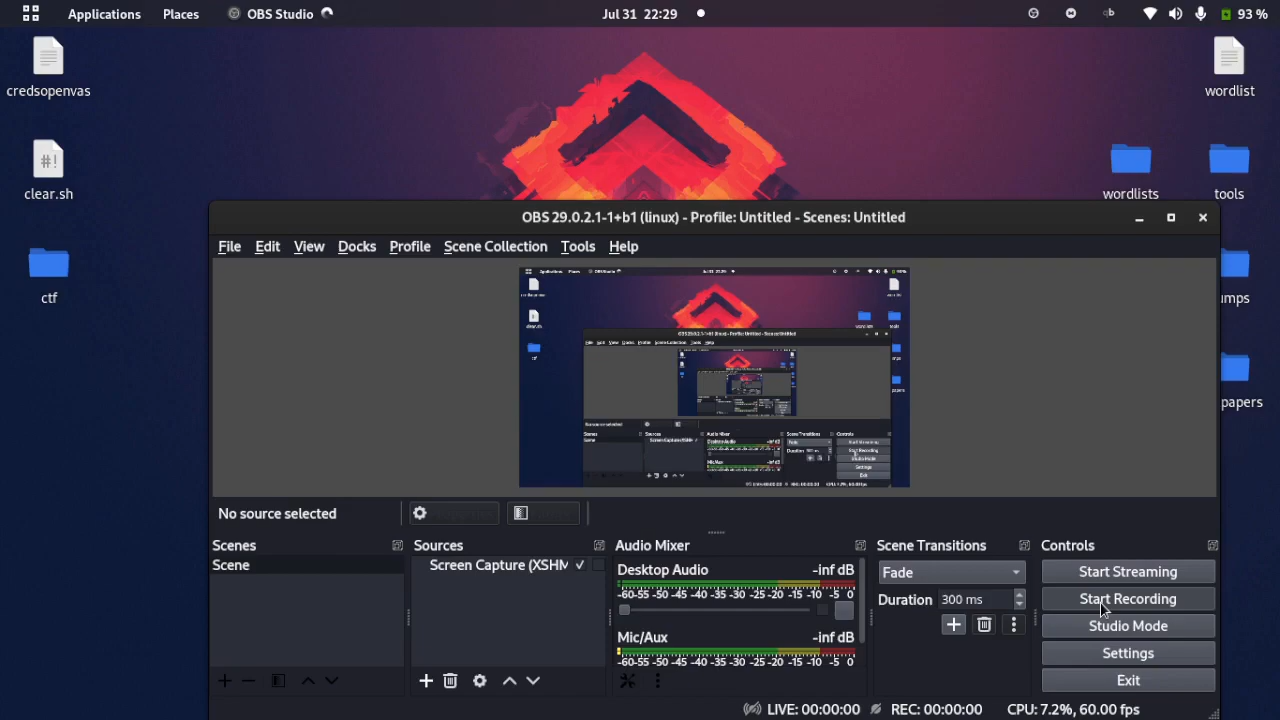 Applications Places OBS Studio Jul 31 22:29 qb 93 %
credsopenvas
wordlist
#!
clear.sh
wordlists
tools
ctf
umps
papers
OBS 29.0.2.1-1+b1 (linux) - Profile: Untitled - Scenes: Untitled
File Edit View Docks Profile Scene Collection Tools Help
No source selected
Scenes
Scene
Sources
Screen Capture (XSHM
Audio Mixer
Desktop Audio -inf dB
-60-55-50-45-40-35-30-25-20-15-10-5 0
Mic/Aux -inf dB
-60-55-50-45-40-35-30-25-20-15-10-5 0
Scene Transitions
Fade
Duration 300 ms
Controls
Start Streaming
Start Recording
Studio Mode
Settings
Exit
LIVE: 00:00:00 REC: 00:00:00 CPU: 7.2%, 60.00 fps